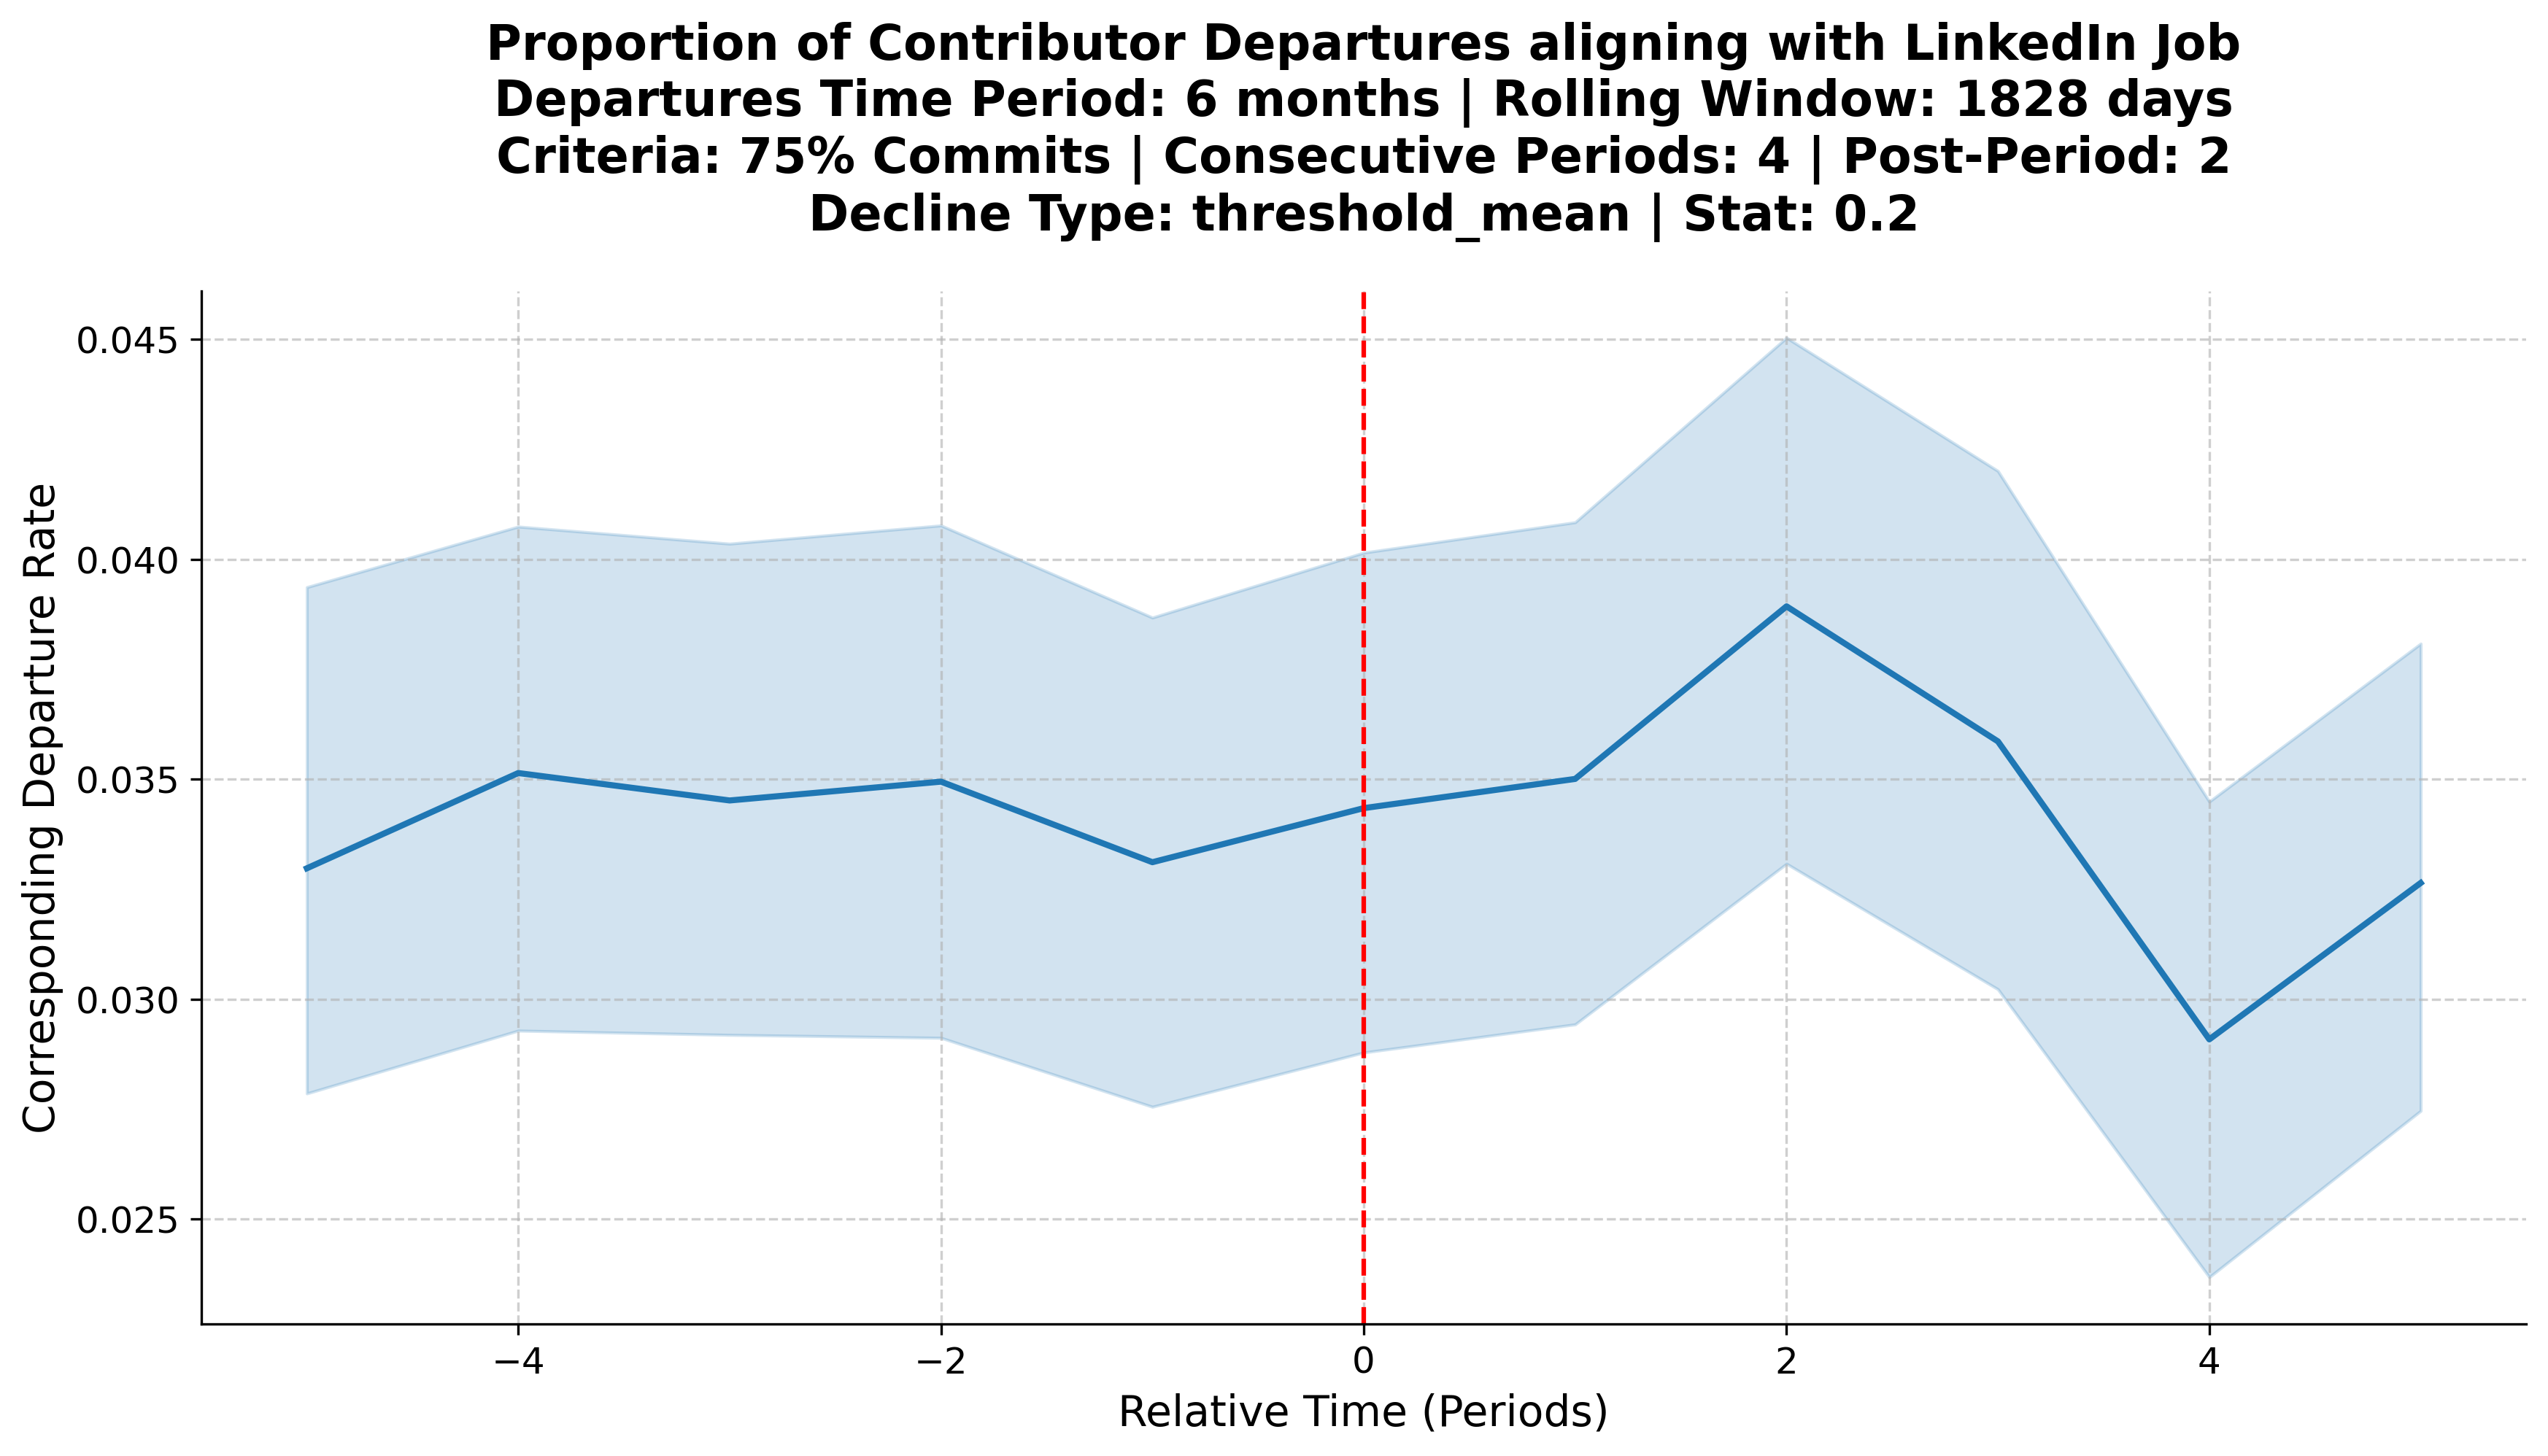 Proportion of Contributor Departures aligning with LinkedIn Job
Departures Time Period: 6 months | Rolling Window: 1828 days
Criteria: 75% Commits | Consecutive Periods: 4 | Post-Period: 2
Decline Type: threshold_mean | Stat: 0.2
Corresponding Departure Rate
0.045
0.040
0.035
0.030
0.025
−4
−2
0
2
4
Relative Time (Periods)